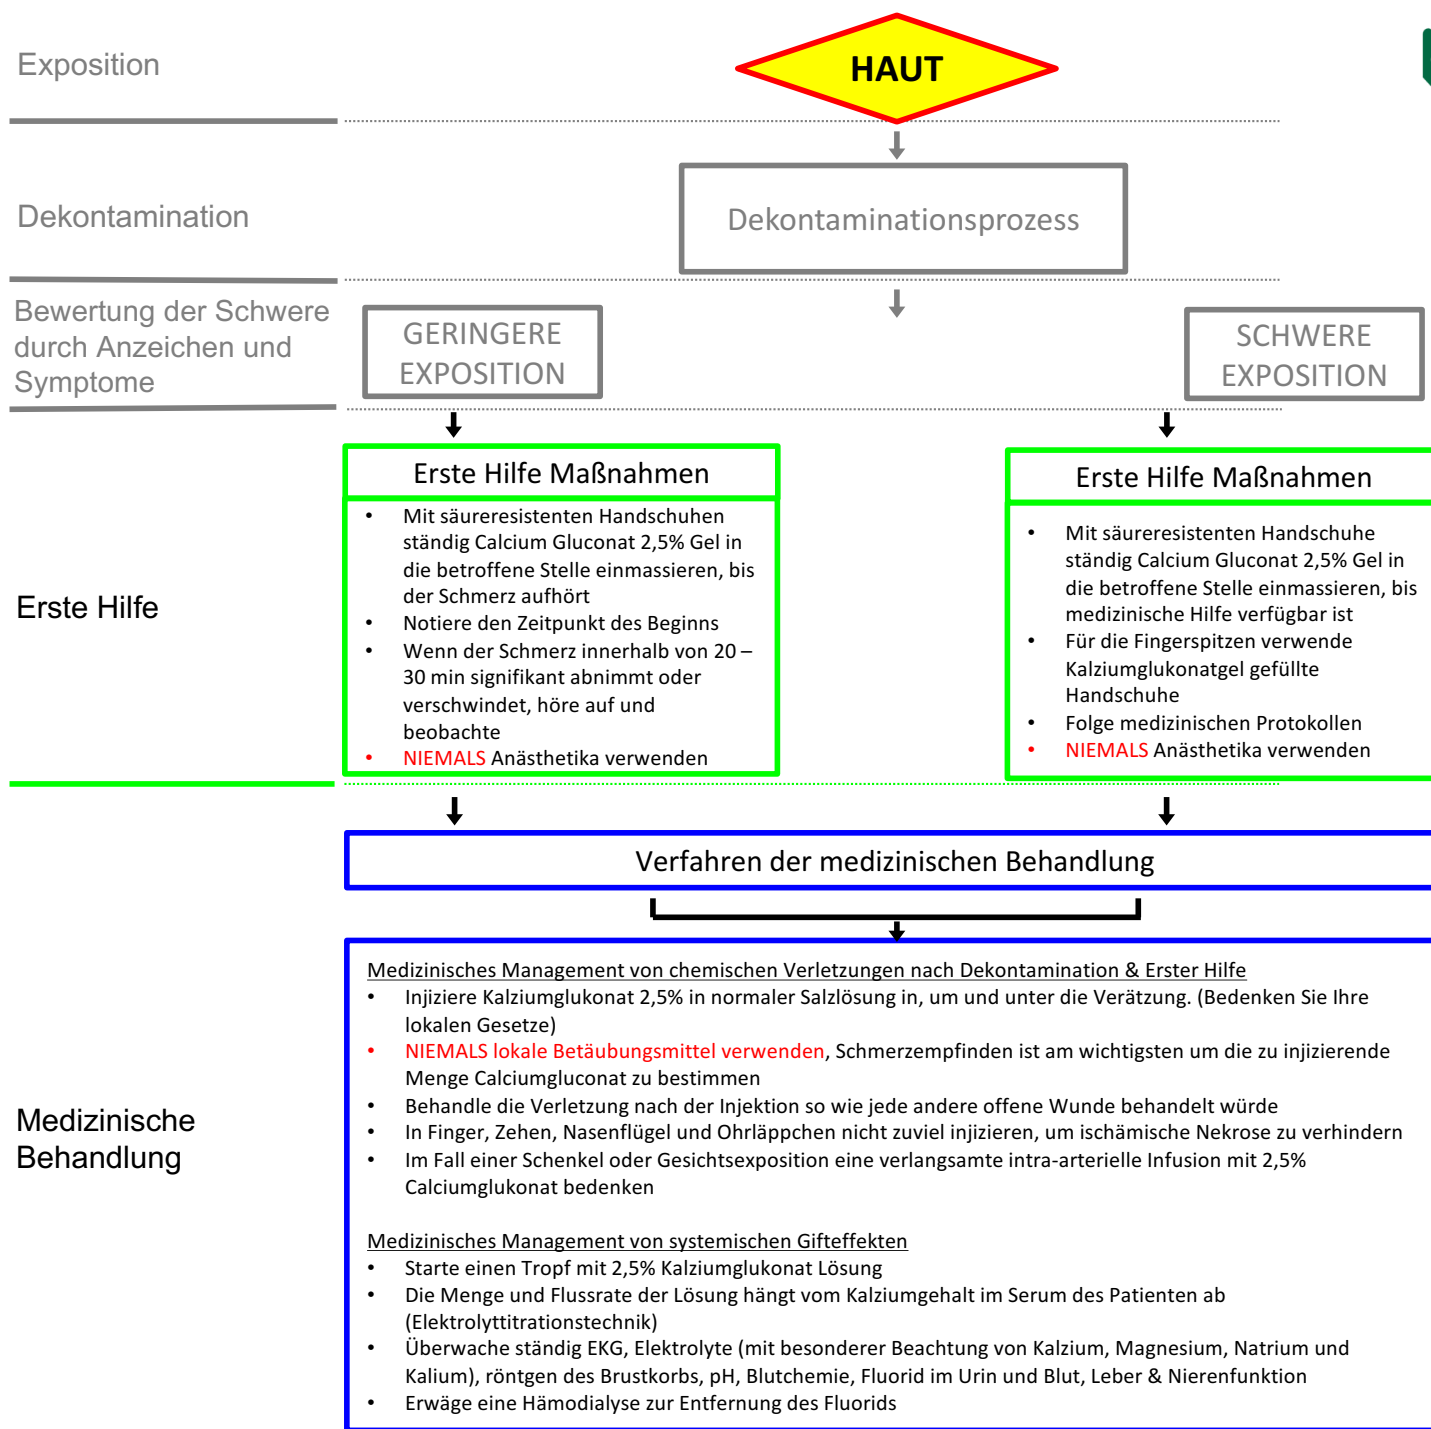 Exposition
HAUT
Dekontamination
Dekontaminationsprozess
Bewertung der Schwere
durch Anzeichen und
Symptome
GERINGERE
EXPOSITION
SCHWERE
EXPOSITION
Erste Hilfe
Erste Hilfe Maßnahmen
• Mit säureresistenten Handschuhen
ständig Calcium Gluconat 2,5% Gel in
die betroffene Stelle einmassieren, bis
der Schmerz aufhört
• Notiere den Zeitpunkt des Beginns
• Wenn der Schmerz innerhalb von 20 –
30 min signifikant abnimmt oder
verschwindet, höre auf und
beobachte
• NIEMALS Anästhetika verwenden
Erste Hilfe Maßnahmen
• Mit säureresistenten Handschuhe
ständig Calcium Gluconat 2,5% Gel in
die betroffene Stelle einmassieren, bis
medizinische Hilfe verfügbar ist
• Für die Fingerspitzen verwende
Kalziumglukonatgel gefüllte
Handschuhe
• Folge medizinischen Protokollen
• NIEMALS Anästhetika verwenden
Verfahren der medizinischen Behandlung
Medizinische
Behandlung
Medizinisches Management von chemischen Verletzungen nach Dekontamination & Erster Hilfe
• Injiziere Kalziumglukonat 2,5% in normaler Salzlösung in, um und unter die Verätzung. (Bedenken Sie Ihre
lokalen Gesetze)
• NIEMALS lokale Betäubungsmittel verwenden, Schmerzempfinden ist am wichtigsten um die zu injizierende
Menge Calciumgluconat zu bestimmen
• Behandle die Verletzung nach der Injektion so wie jede andere offene Wunde behandelt würde
• In Finger, Zehen, Nasenflügel und Ohrläppchen nicht zuviel injizieren, um ischämische Nekrose zu verhindern
• Im Fall einer Schenkel oder Gesichtsexposition eine verlangsamte intra-arterielle Infusion mit 2,5%
Calciumglukonat bedenken
Medizinisches Management von systemischen Gifteffekten
• Starte einen Tropf mit 2,5% Kalziumglukonat Lösung
• Die Menge und Flussrate der Lösung hängt vom Kalziumgehalt im Serum des Patienten ab
(Elektrolyttitrationstechnik)
• Überwache ständig EKG, Elektrolyte (mit besonderer Beachtung von Kalzium, Magnesium, Natrium und
Kalium), röntgen des Brustkorbs, pH, Blutchemie, Fluorid im Urin und Blut, Leber & Nierenfunktion
• Erwäge eine Hämodialyse zur Entfernung des Fluorids